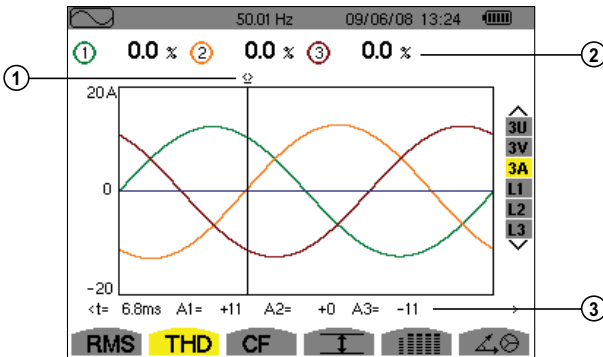 50.01 Hz 09/06/08 13:24
1 0.0 % 2 0.0 % 3 0.0 %
2
1
20 A
0
-20
3U
3V
3A
L1
L2
L3
<t= 6.8ms A1= +11 A2= +0 A3= -11 >
3
RMS THD CF